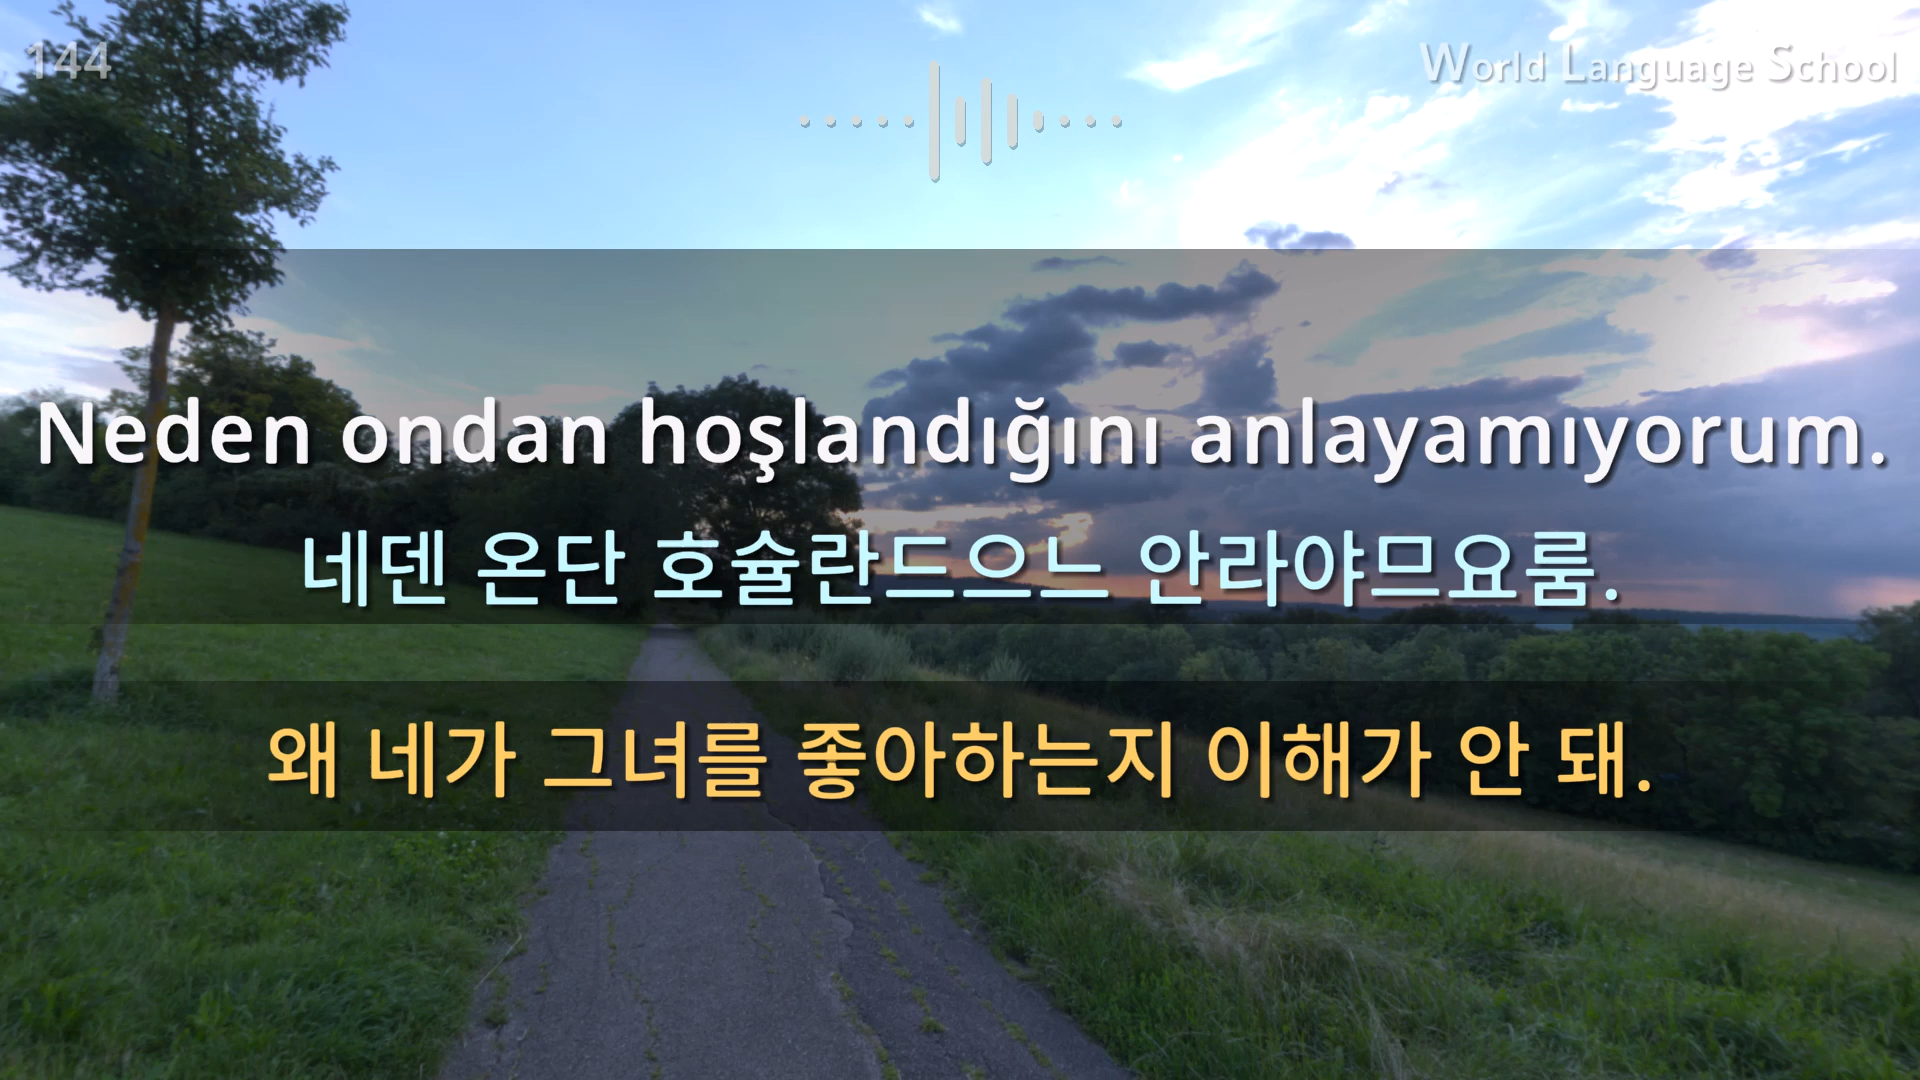 144
World Language School
Neden ondan hoşlandığını anlayamıyorum.
네덴 온단 호슐란드으느 안라야므요룸.
왜 네가 그녀를 좋아하는지 이해가 안 돼.